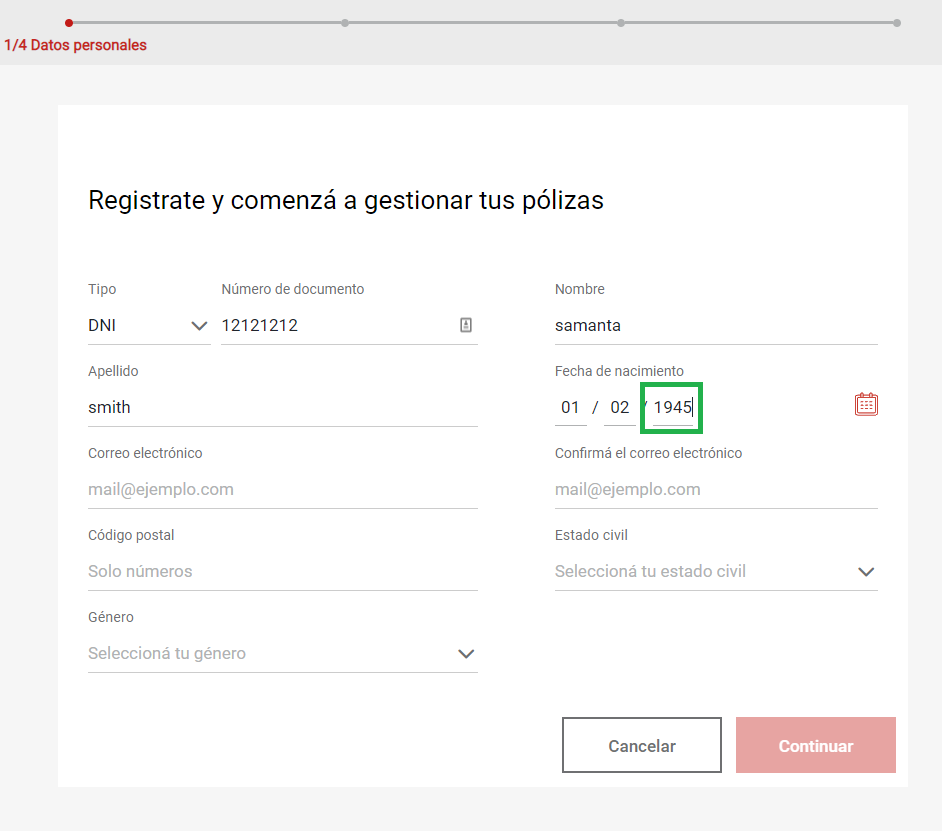 1/4 Datos personales
Registrate y comenzá a gestionar tus pólizas
Tipo
Número de documento
Nombre
DNI
12121212
samanta
Apellido
Fecha de nacimiento
smith
01 / 02 / 1945
Correo electrónico
Confirmá el correo electrónico
mail@ejemplo.com
mail@ejemplo.com
Código postal
Estado civil
Solo números
Seleccioná tu estado civil
Género
Seleccioná tu género
Cancelar
Continuar